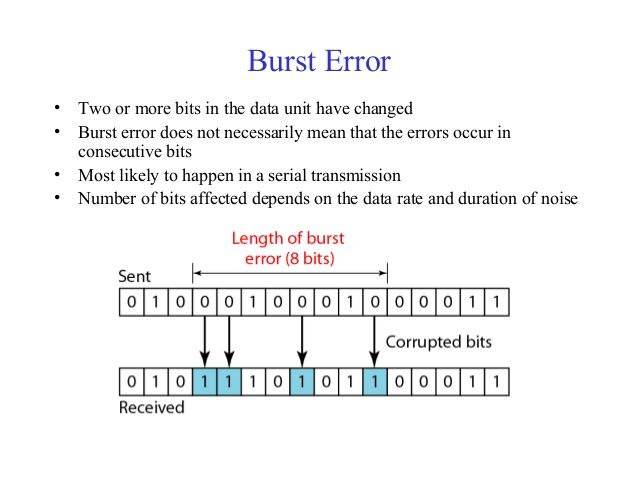 Burst Error
• Two or more bits in the data unit have changed
• Burst error does not necessarily mean that the errors occur in
consecutive bits
• Most likely to happen in a serial transmission
• Number of bits affected depends on the data rate and duration of noise
Length of burst
error (8 bits)
Sent
0 1 0 0 0 1 0 0 0 1 0 0 0 0 1 1
Corrupted bits
0 1 0 1 1 1 0 1 0 1 1 0 0 0 1 1
Received